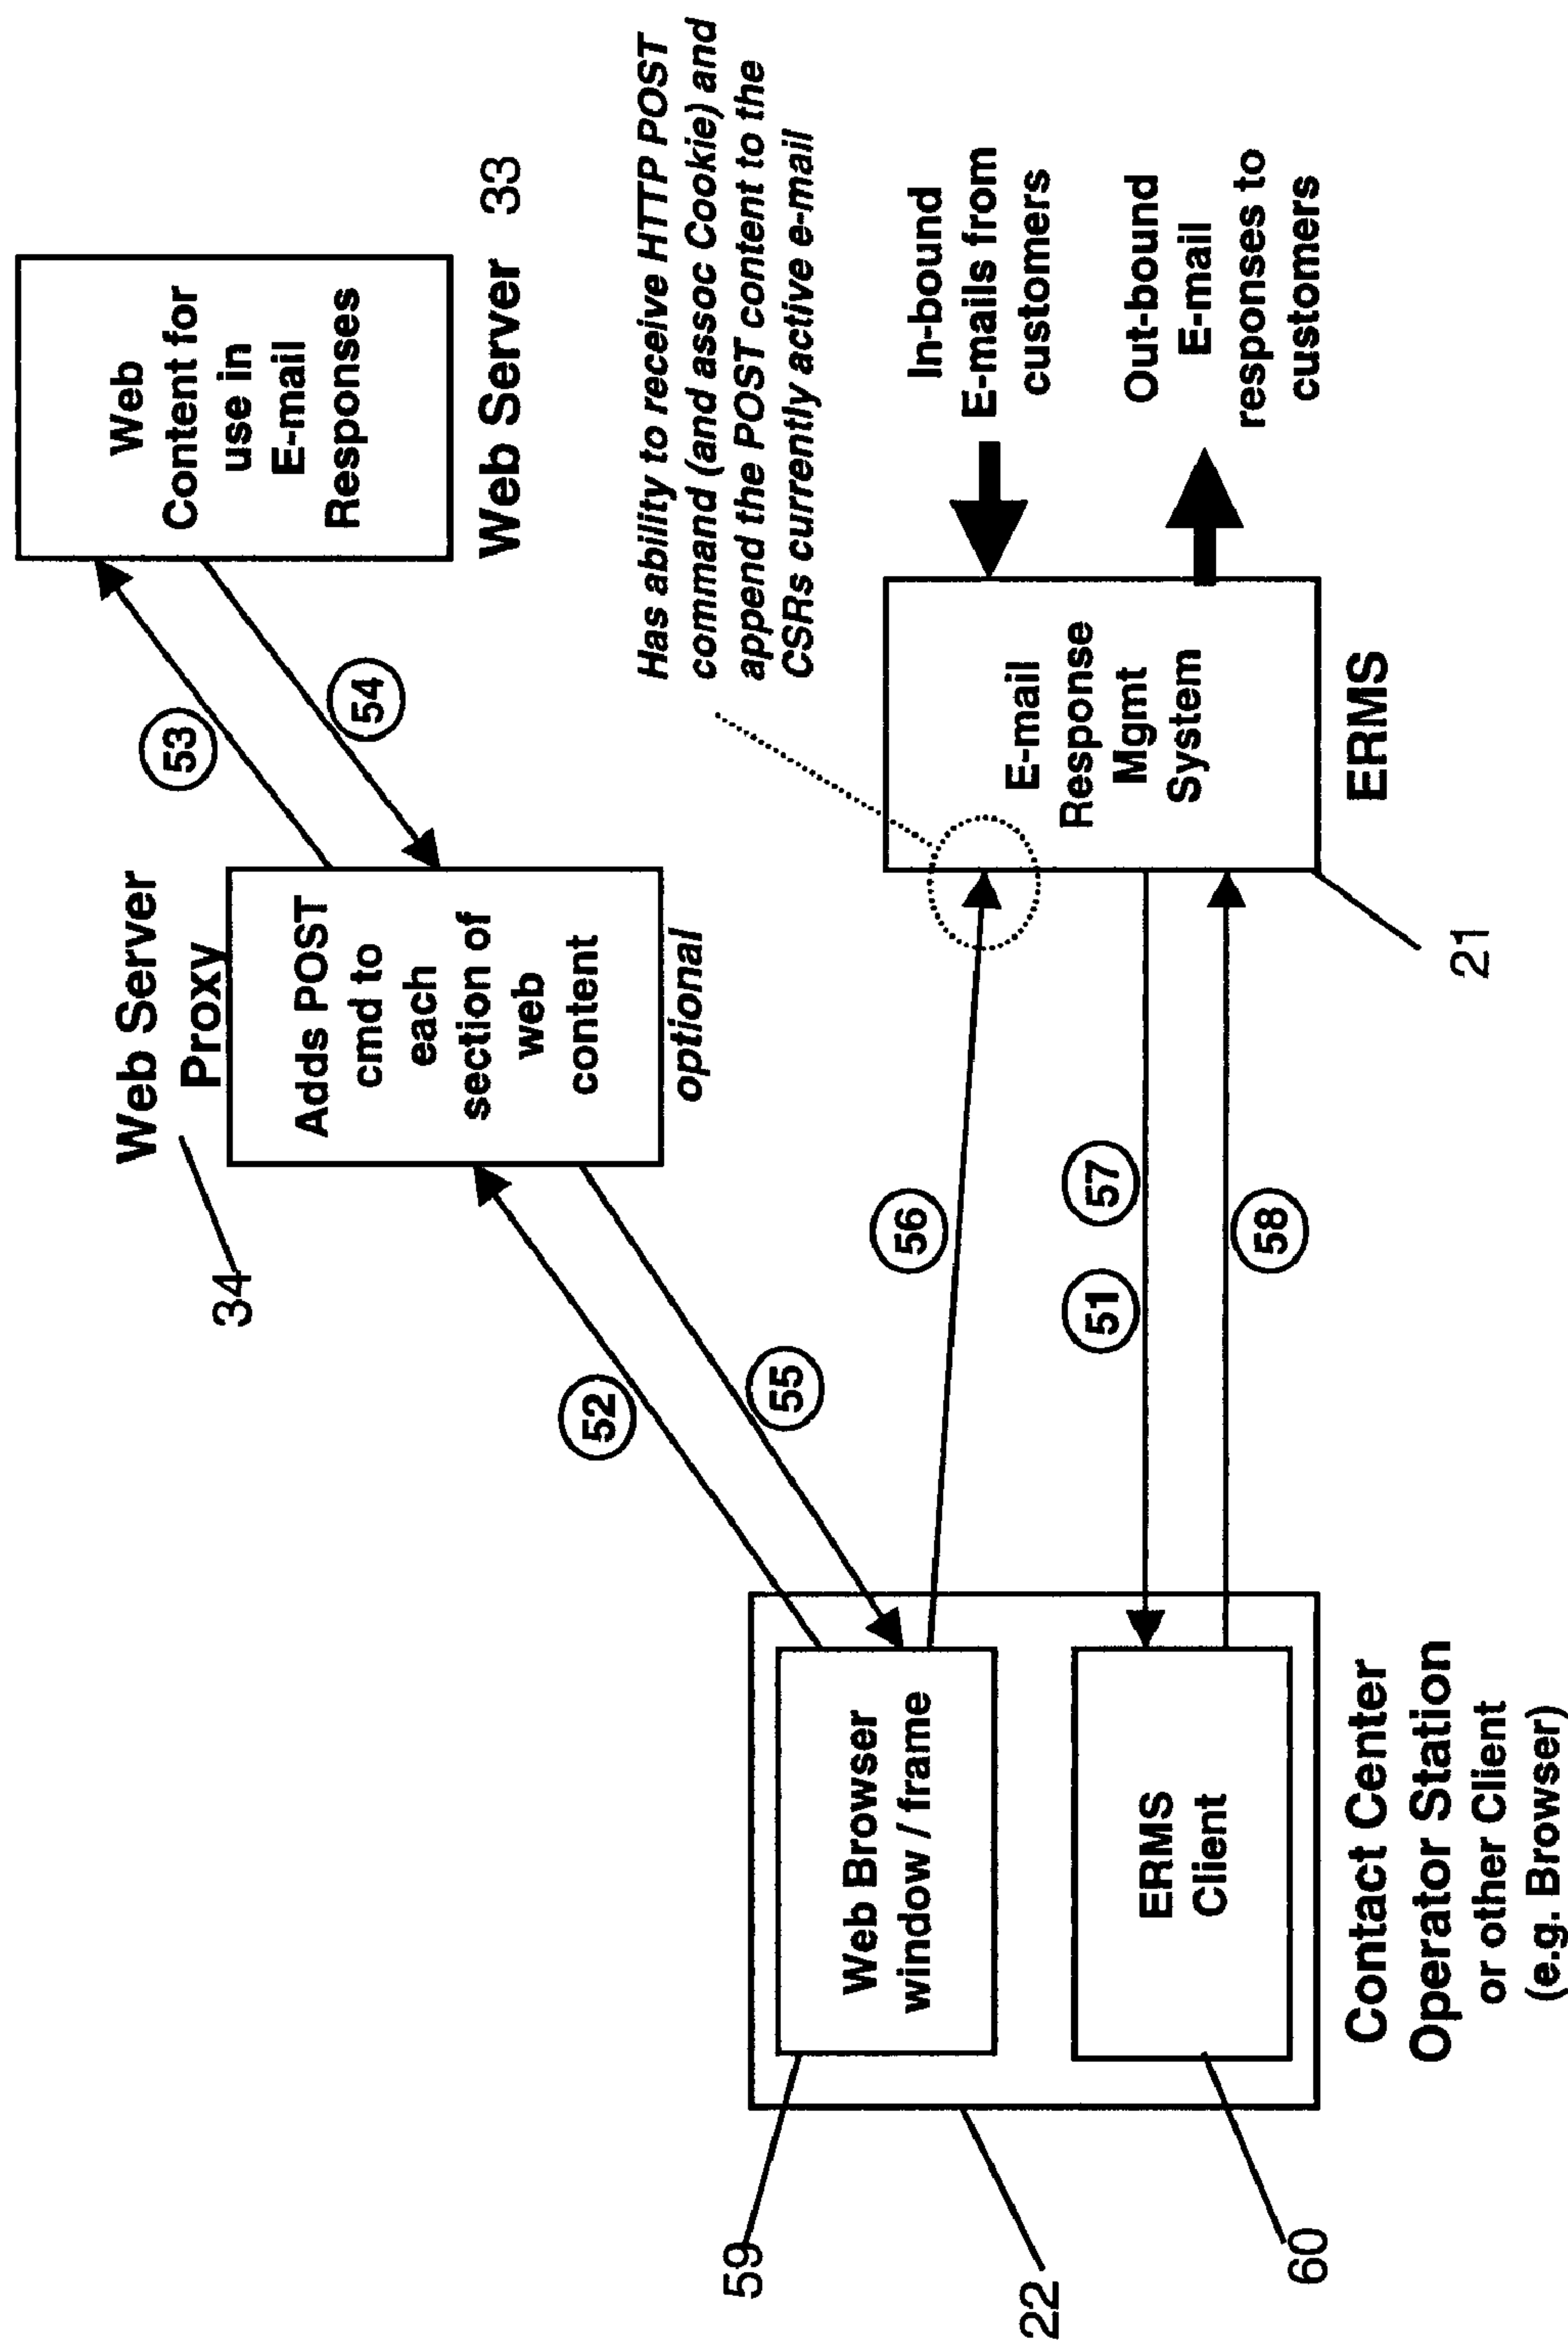 Web
Content for
use in
E-mail
Responses
Web Server 33
53
54
Web Server
Proxy
34
Adds POST
cmd to
each
section of
web
content
optional
52
55
Has ability to receive HTTP POST
command (and assoc Cookie) and
append the POST content to the
CSRs currently active e-mail
In-bound
E-mails from
customers
Out-bound
E-mail
responses to
customers
E-mail
Response
Mgmt
System
ERMS
21
56
51
57
58
59
Web Browser
window / frame
22
ERMS
Client
60
Contact Center
Operator Station
or other Client
(e.g. Browser)